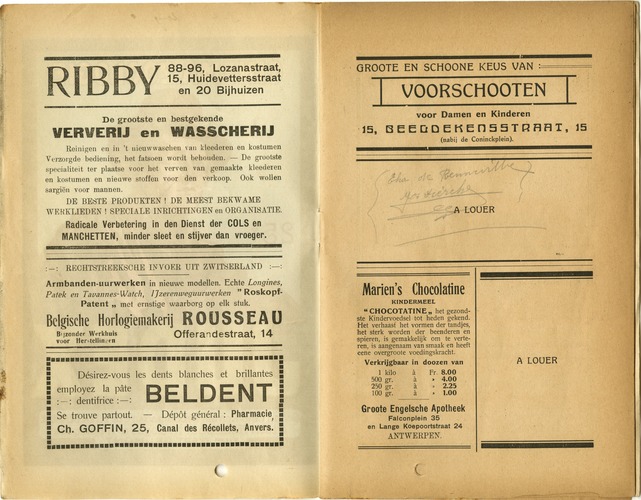 RIBBY
88-96, Lozanastraat,
15, Huidevettersstraat
en 20 Bijhuizen
De grootste en bestgekende
VERVERIJ en WASSCHERIJ
Reinigen en in 't nieuwwasschen van kleederen en kostumen
Verzorgde bediening, het fatsoen wordt behouden. — De grootste
specialiteit ter plaatse voor het verven van gemaakte kleederen
en kostumen en nieuwe stoffen voor den verkoop. Ook wollen
sargiën voor mannen.
DE BESTE PRODUKTEN ! DE MEEST BEKWAME
WERKLIEDEN ! SPECIALE INRICHTINGEN en ORGANISATIE.
Radicale Verbetering in den Dienst der COLS en
MANCHETTEN, minder sleet en stijver dan vroeger.
:—: RECHTSTREEKSCHE INVOER UIT ZWITSERLAND :—:
Armbanden-uurwerken in nieuwe modellen. Echte Longines,
Patek en Tavannes-Watch, IJzerenweguurwerken " Roskopf-
Patent „ met ernstige waarborg op elk stuk.
Belgische Horlogiemakerij ROUSSEAU
Bijzonder Werkhuis
voor Herstellingen
Offerandestraat, 14
Désirez-vous les dents blanches et brillantes
employez la pâte
:—: dentifrice :—:
BELDENT
Se trouve partout. — Dépôt général : Pharmacie
Ch. GOFFIN, 25, Canal des Récollets, Anvers.
GROOTE EN SCHOONE KEUS VAN :
VOORSCHOOTEN
voor Damen en Kinderen
15, BEEGDEKENSSTRAAT, 15
(nabij de Coninckplein).
A LOUER
Marien's Chocolatine
KINDERMEEL
"CHOCOTATINE„ het gezond-
ste Kindervoedsel tot heden gekend.
Het verhaast het vormen der tandjes,
het sterk worden der beenderen en
spieren, is gemakkelijk om te verte-
ren, is aangenaam van smaak en heeft
eene overgroote voedingskracht.
Verkrijgbaar in doozen van
1 kilo à Fr. 8.00
500 gr. à » 4.00
250 gr. à » 2.25
100 gr. à » 1.00
Groote Engelsche Apotheek
Falconplein 35
en Lange Koepoortstraat 24
ANTWERPEN.
A LOUER